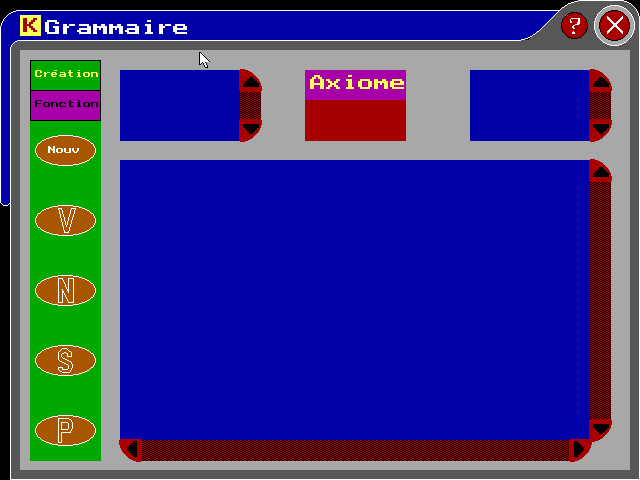 K Grammaire
?
Création
Fonction
Axiome
Nouv
V
N
S
P